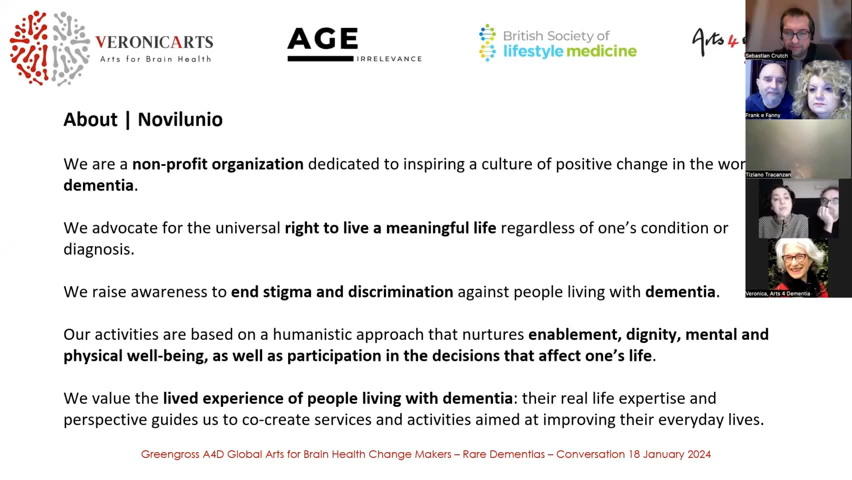 VERONICARTS
Arts for Brain Health
AGE
IRRELEVANCE
British Society of
lifestyle medicine
Arts 4
About | Novilunio
We are a non-profit organization dedicated to inspiring a culture of positive change in the wor
dementia.
We advocate for the universal right to live a meaningful life regardless of one's condition or
diagnosis.
We raise awareness to end stigma and discrimination against people living with dementia.
Our activities are based on a humanistic approach that nurtures enablement, dignity, mental and
physical well-being, as well as participation in the decisions that affect one's life.
We value the lived experience of people living with dementia: their real life expertise and
perspective guides us to co-create services and activities aimed at improving their everyday lives.
Greengross A4D Global Arts for Brain Health Change Makers – Rare Dementias – Conversation 18 January 2024
Sebastian Crutch
Frank e Fanny
Tiziano Tracanzan
Veronica, Arts 4 Dementia